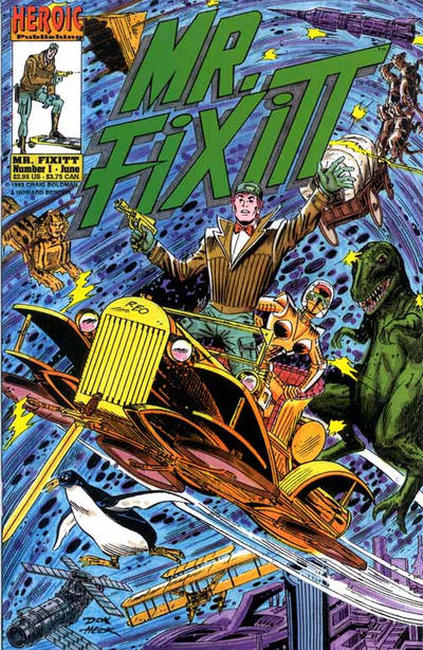 HEROIC
Publishing
MR.
FIXITT
MR. FIXITT
Number 1 · June
$2.95 US · $3.75 CAN
© 1993 CRAIG BOLDMAN
& HOWARD BENDER
REO
DON
HECK